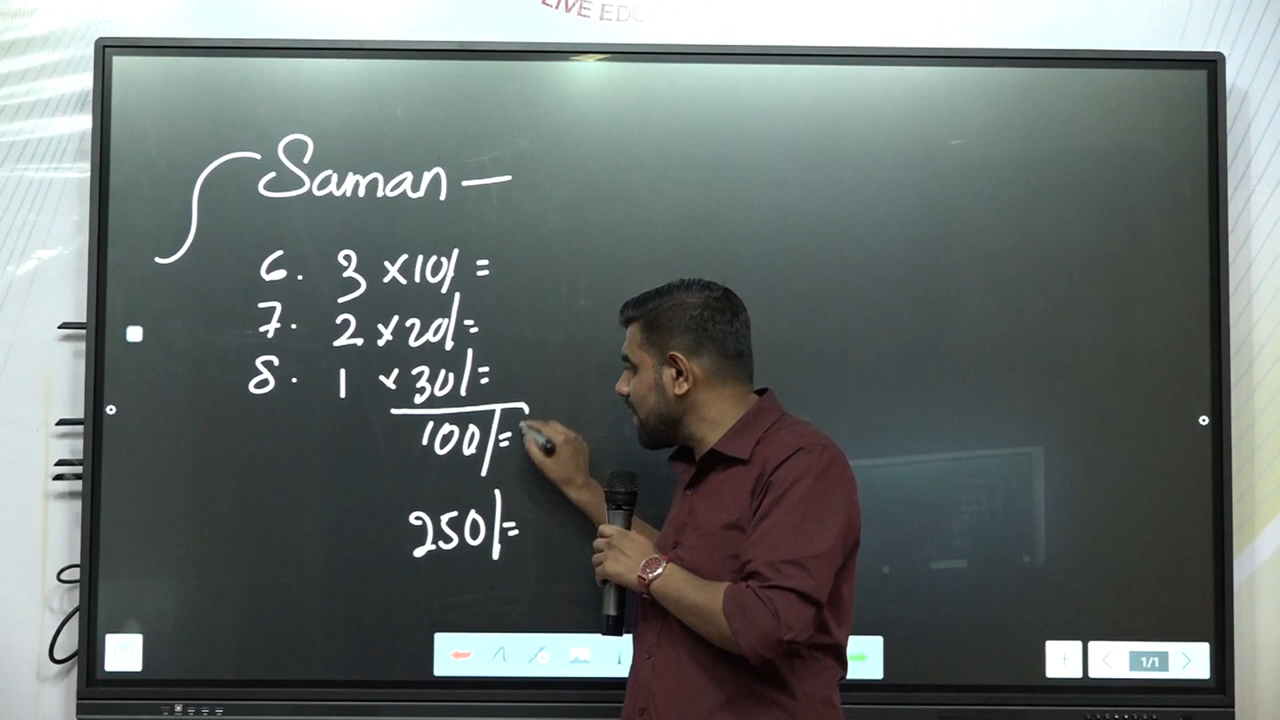 LIVE EDU
Saman –
6. 3 ×10/=
7. 2 ×20/=
8. 1 ×30/=
100/=
250/=
1/1